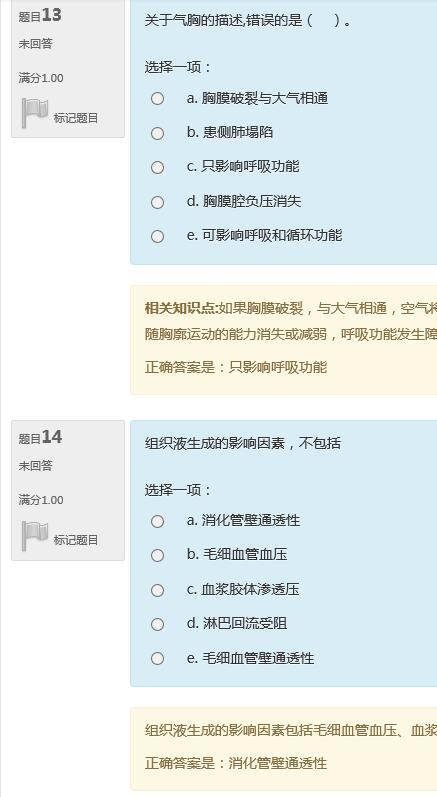 题目13
未回答
满分1.00
标记题目
关于气胸的描述,错误的是（ ）。
选择一项：
a. 胸膜破裂与大气相通
b. 患侧肺塌陷
c. 只影响呼吸功能
d. 胸膜腔负压消失
e. 可影响呼吸和循环功能
相关知识点:如果胸膜破裂，与大气相通，空气将
随胸廓运动的能力消失或减弱，呼吸功能发生障
正确答案是：只影响呼吸功能
题目14
未回答
满分1.00
标记题目
组织液生成的影响因素，不包括
选择一项：
a. 消化管壁通透性
b. 毛细血管血压
c. 血浆胶体渗透压
d. 淋巴回流受阻
e. 毛细血管壁通透性
组织液生成的影响因素包括毛细血管血压、血浆
正确答案是：消化管壁通透性